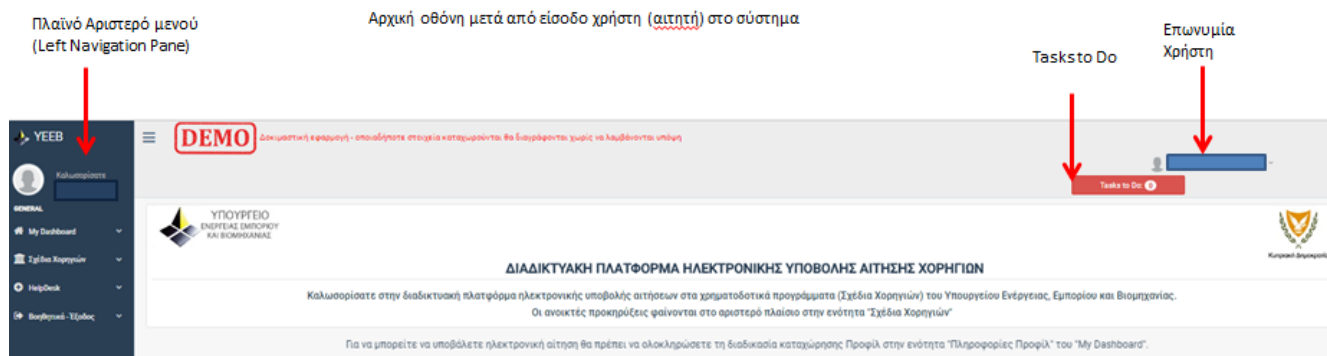 Πλαϊνό Αριστερό μενού
(Left Navigation Pane)
Αρχική οθόνη μετά από είσοδο χρήστη (αιτητή) στο σύστημα
Tasks to Do
Επωνυμία
Χρήστη
ΥΕΕΒ
DEMO
Δοκιμαστική εφαρμογή - οποιαδήποτε στοιχεία καταχωρούνται θα διαγράφονται χωρίς να λαμβάνονται υπόψη
Καλωσορίσατε
Tasks to Do: 0
GENERAL
My Dashboard
Σχέδια Χορηγιών
HelpDesk
Βοηθητικά - Έξοδος
ΥΠΟΥΡΓΕΙΟ
ΕΝΕΡΓΕΙΑΣ ΕΜΠΟΡΙΟΥ
ΚΑΙ ΒΙΟΜΗΧΑΝΙΑΣ
Κυπριακή Δημοκρατία
ΔΙΑΔΙΚΤΥΑΚΗ ΠΛΑΤΦΟΡΜΑ ΗΛΕΚΤΡΟΝΙΚΗΣ ΥΠΟΒΟΛΗΣ ΑΙΤΗΣΗΣ ΧΟΡΗΓΙΩΝ
Καλωσορίσατε στην διαδικτυακή πλατφόρμα ηλεκτρονικής υποβολής αιτήσεων στα χρηματοδοτικά προγράμματα (Σχέδια Χορηγιών) του Υπουργείου Ενέργειας, Εμπορίου και Βιομηχανίας.
Οι ανοικτές προκηρύξεις φαίνονται στο αριστερό πλαίσιο στην ενότητα "Σχέδια Χορηγιών"
Για να μπορείτε να υποβάλετε ηλεκτρονική αίτηση θα πρέπει να ολοκληρώσετε τη διαδικασία καταχώρησης Προφίλ στην ενότητα "Πληροφορίες Προφίλ" του "My Dashboard".